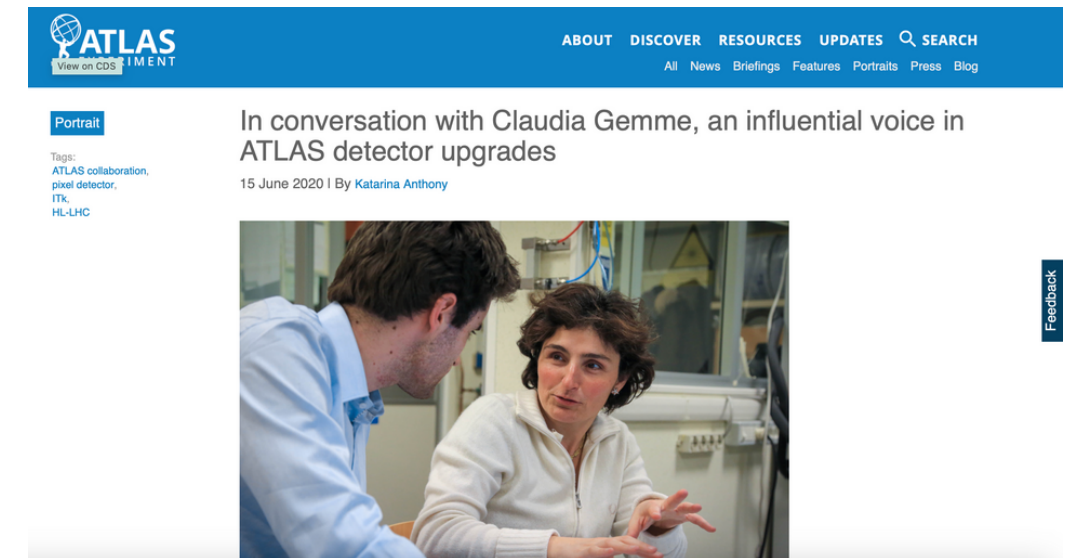 ATLAS
View on CDS
IMENT
ABOUT DISCOVER RESOURCES UPDATES SEARCH
All News Briefings Features Portraits Press Blog
Portrait
In conversation with Claudia Gemme, an influential voice in
ATLAS detector upgrades
15 June 2020 | By Katarina Anthony
Tags:
ATLAS collaboration,
pixel detector,
ITk,
HL-LHC
Feedback